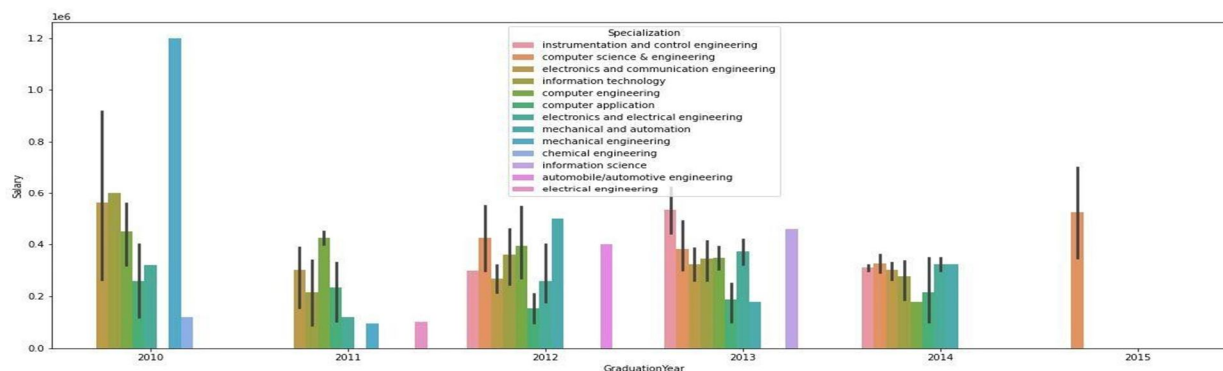 1e6
Specialization
instrumentation and control engineering
computer science & engineering
electronics and communication engineering
information technology
computer engineering
computer application
electronics and electrical engineering
mechanical and automation
mechanical engineering
chemical engineering
information science
automobile/automotive engineering
electrical engineering
1.2
1.0
0.8
0.6
0.4
0.2
0.0
Salary
2010 2011 2012 2013 2014 2015
GraduationYear